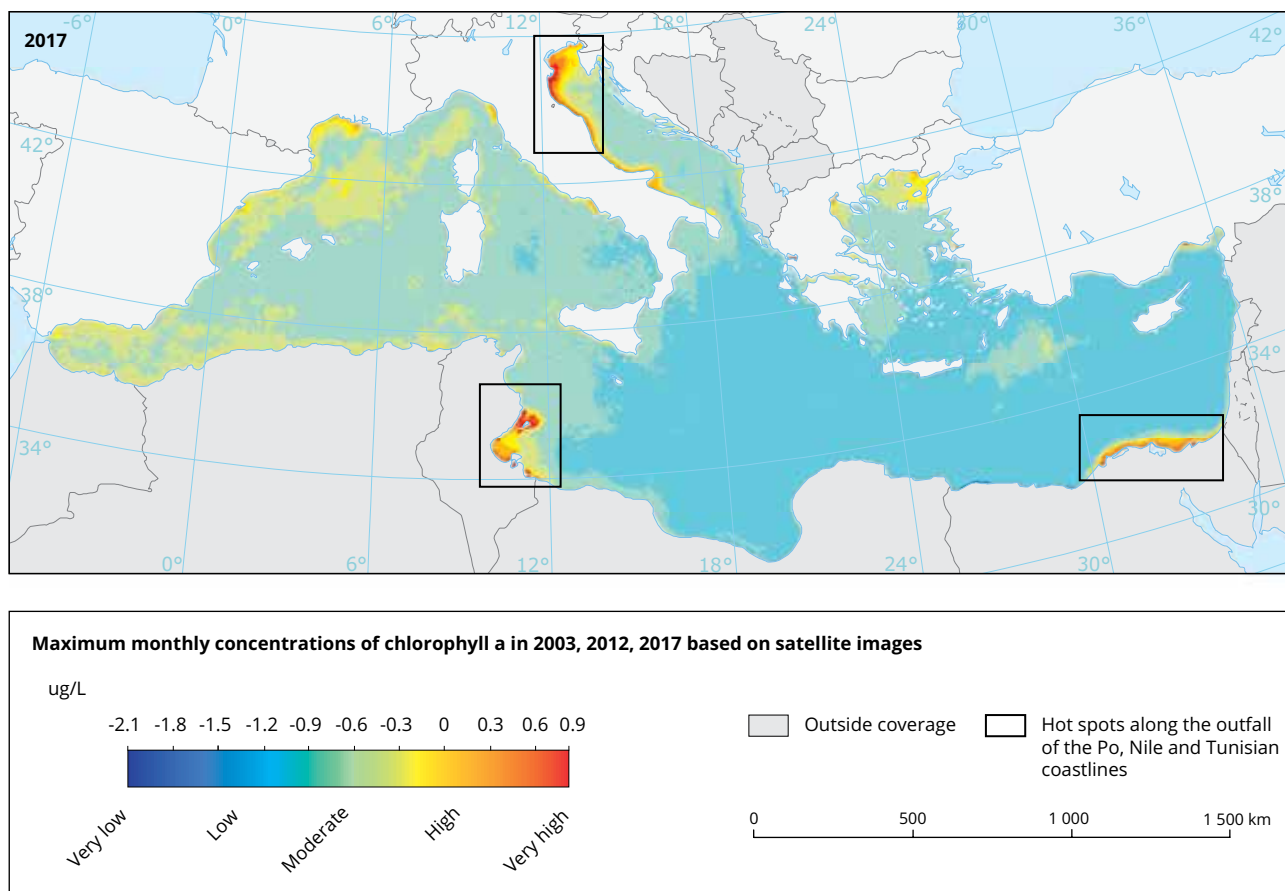 -6° 0° 6° 12° 18° 24° 30° 36° 42°
2017
42°
38°
38°
34°
34°
30°
0° 6° 12° 18° 24° 30°
Maximum monthly concentrations of chlorophyll a in 2003, 2012, 2017 based on satellite images
ug/L
-2.1 -1.8 -1.5 -1.2 -0.9 -0.6 -0.3 0 0.3 0.6 0.9
Very low
Low
Moderate
High
Very high
Outside coverage
Hot spots along the outfall
of the Po, Nile and Tunisian
coastlines
0 500 1 000 1 500 km